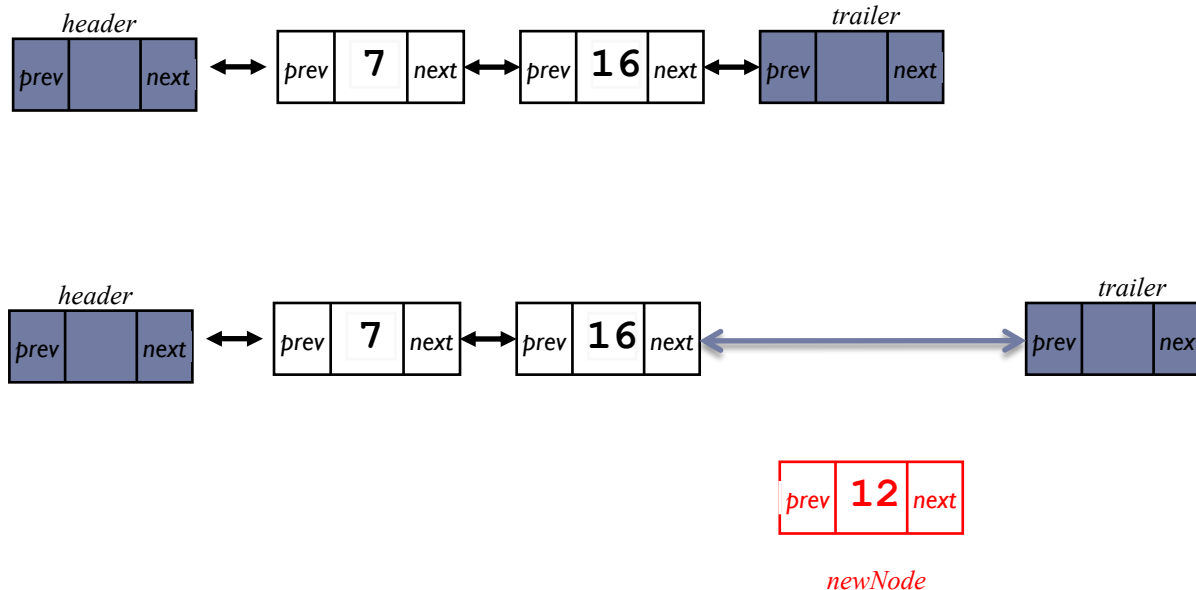 header
trailer
prev next prev 7 next prev 16 next prev next
header
trailer
prev next prev 7 next prev 16 next prev nex
prev 12 next
newNode